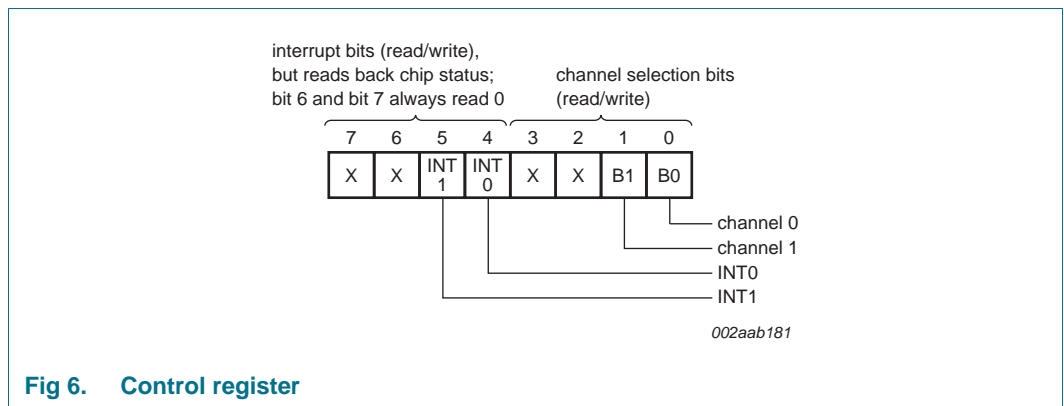 interrupt bits (read/write),
but reads back chip status;
bit 6 and bit 7 always read 0
channel selection bits
(read/write)
7 6 5 4 3 2 1 0
X X INT 1 INT 0 X X B1 B0
channel 0
channel 1
INT0
INT1
002aab181
Fig 6. Control register